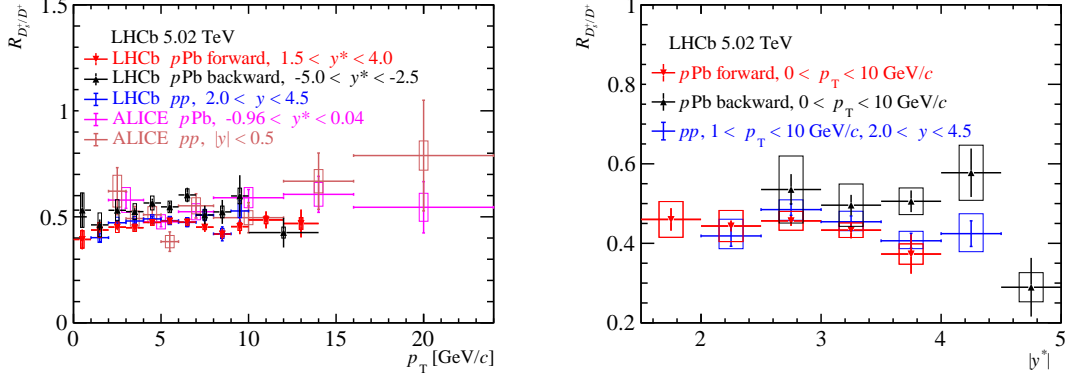 R_{D_s^+/D^+}
1.5
1
0.5
0
LHCb 5.02 TeV
LHCb pPb forward, 1.5 < y* < 4.0
LHCb pPb backward, -5.0 < y* < -2.5
LHCb pp, 2.0 < y < 4.5
ALICE pPb, -0.96 < y* < 0.04
ALICE pp, |y| < 0.5
0 5 10 15 20
p_T [GeV/c]
R_{D_s^+/D^+}
1
0.8
0.6
0.4
0.2
LHCb 5.02 TeV
pPb forward, 0 < p_T < 10 GeV/c
pPb backward, 0 < p_T < 10 GeV/c
pp, 1 < p_T < 10 GeV/c, 2.0 < y < 4.5
2 3 4 5
|y*|